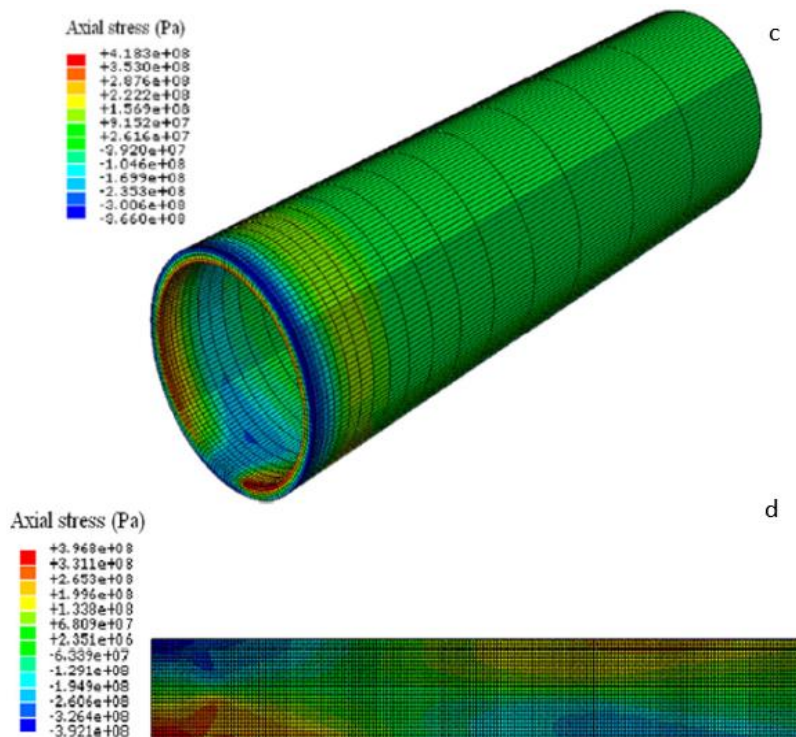 Axial stress (Pa)
c
+4.183e+08
+3.530e+08
+2.876e+08
+2.222e+08
+1.569e+08
+9.152e+07
+2.616e+07
-3.920e+07
-1.046e+08
-1.699e+08
-2.353e+08
-3.006e+08
-3.660e+08
d
Axial stress (Pa)
+3.968e+08
+3.311e+08
+2.653e+08
+1.996e+08
+1.338e+08
+6.809e+07
+2.351e+06
-6.339e+07
-1.291e+08
-1.949e+08
-2.606e+08
-3.264e+08
-3.921e+08